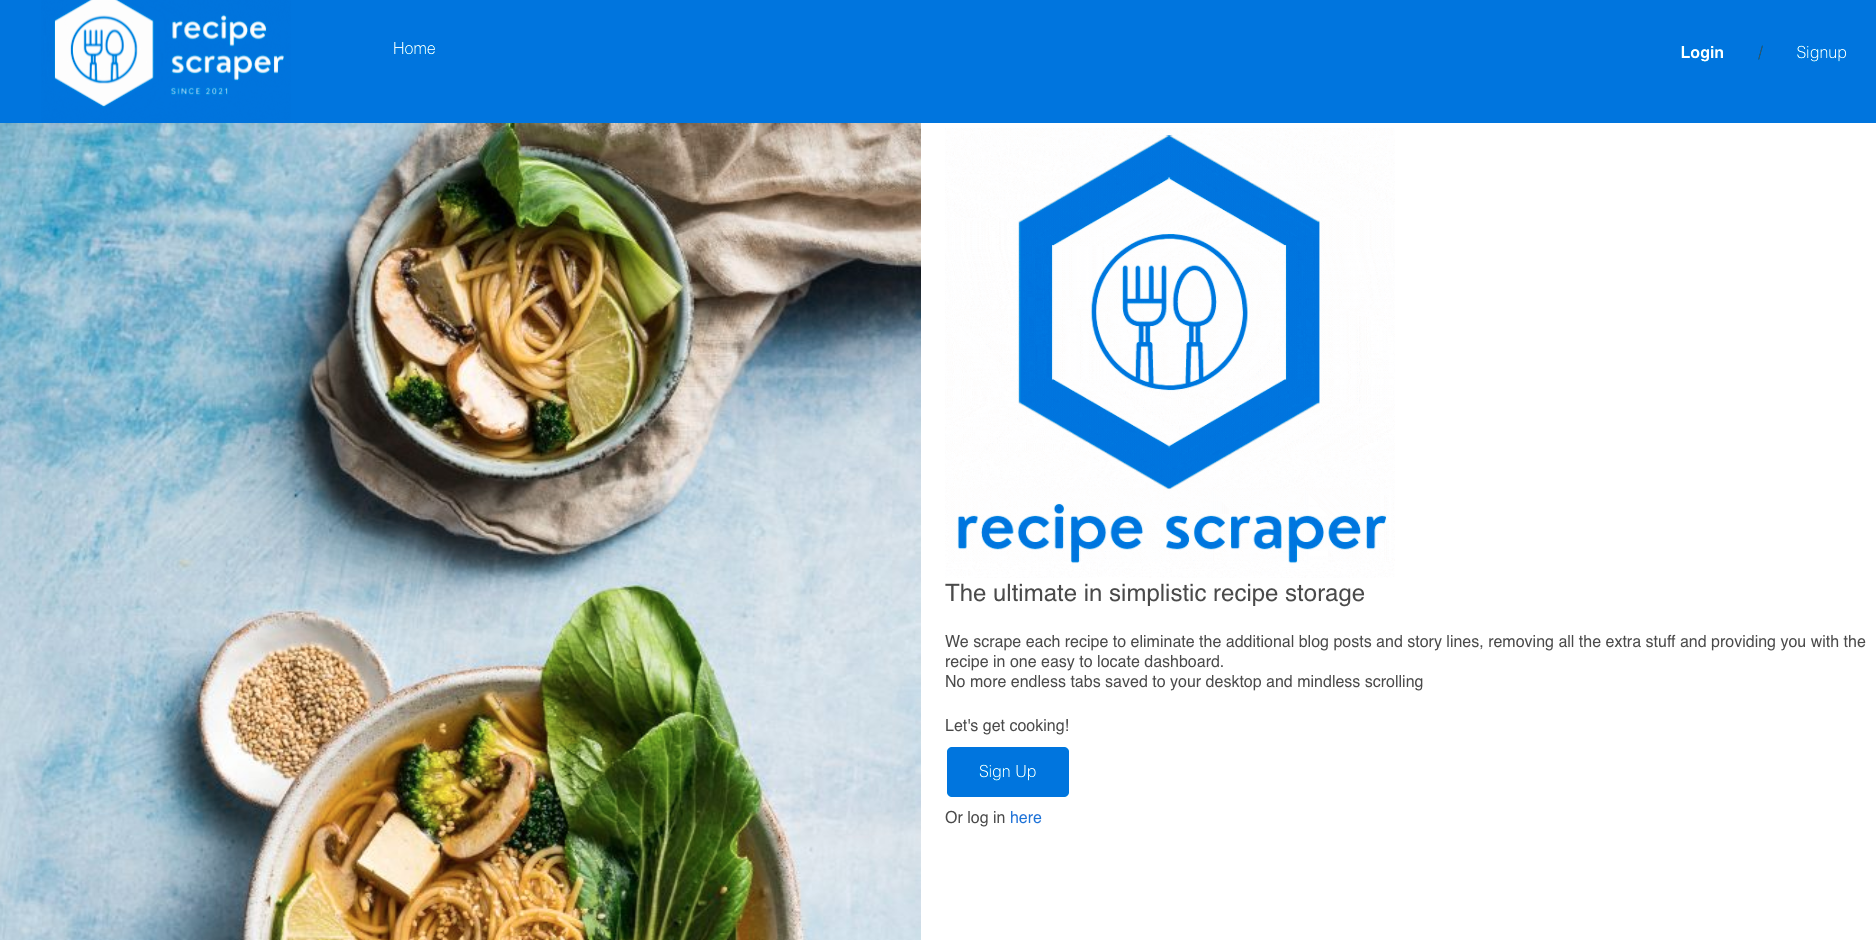 recipe
scraper
SINCE 2021
Home
Login / Signup
recipe scraper
The ultimate in simplistic recipe storage
We scrape each recipe to eliminate the additional blog posts and story lines, removing all the extra stuff and providing you with the
recipe in one easy to locate dashboard.
No more endless tabs saved to your desktop and mindless scrolling
Let's get cooking!
Sign Up
Or log in here